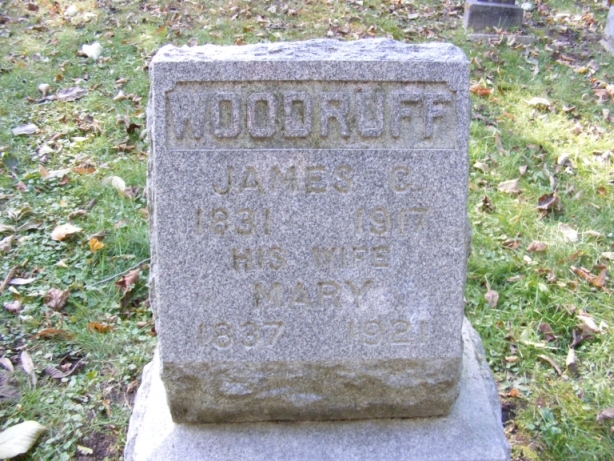 WOODRUFF
JAMES C.
1831 1917
HIS WIFE
MARY
1837 1921